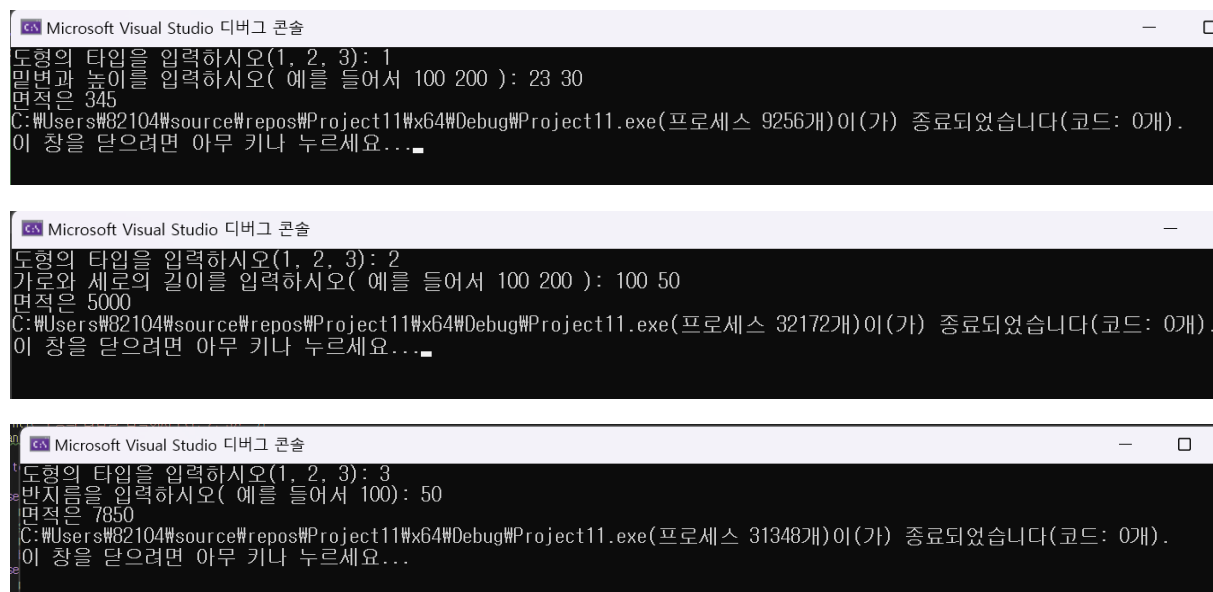 Microsoft Visual Studio 디버그 콘솔
도형의 타입을 입력하시오(1, 2, 3): 1
밑변과 높이를 입력하시오( 예를 들어서 100 200 ): 23 30
면적은 345
C:₩Users₩82104₩source₩repos₩Project11₩x64₩Debug₩Project11.exe(프로세스 9256개)이(가) 종료되었습니다(코드: 0개).
이 창을 닫으려면 아무 키나 누르세요...
Microsoft Visual Studio 디버그 콘솔
도형의 타입을 입력하시오(1, 2, 3): 2
가로와 세로의 길이를 입력하시오( 예를 들어서 100 200 ): 100 50
면적은 5000
C:₩Users₩82104₩source₩repos₩Project11₩x64₩Debug₩Project11.exe(프로세스 32172개)이(가) 종료되었습니다(코드: 0개).
이 창을 닫으려면 아무 키나 누르세요...
Microsoft Visual Studio 디버그 콘솔
도형의 타입을 입력하시오(1, 2, 3): 3
반지름을 입력하시오( 예를 들어서 100): 50
면적은 7850
C:₩Users₩82104₩source₩repos₩Project11₩x64₩Debug₩Project11.exe(프로세스 31348개)이(가) 종료되었습니다(코드: 0개).
이 창을 닫으려면 아무 키나 누르세요...